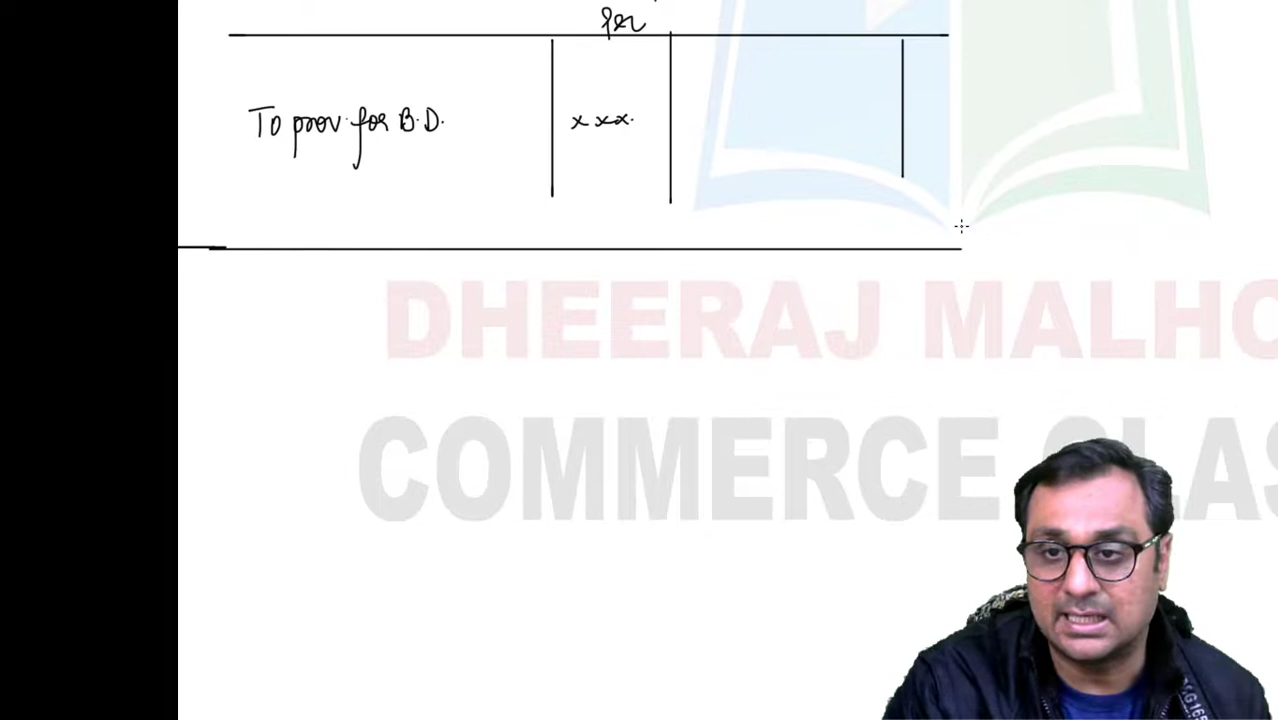 To prov. for B.D.
x x x.
DHEERAJ MALHO
COMMERCE CLAS